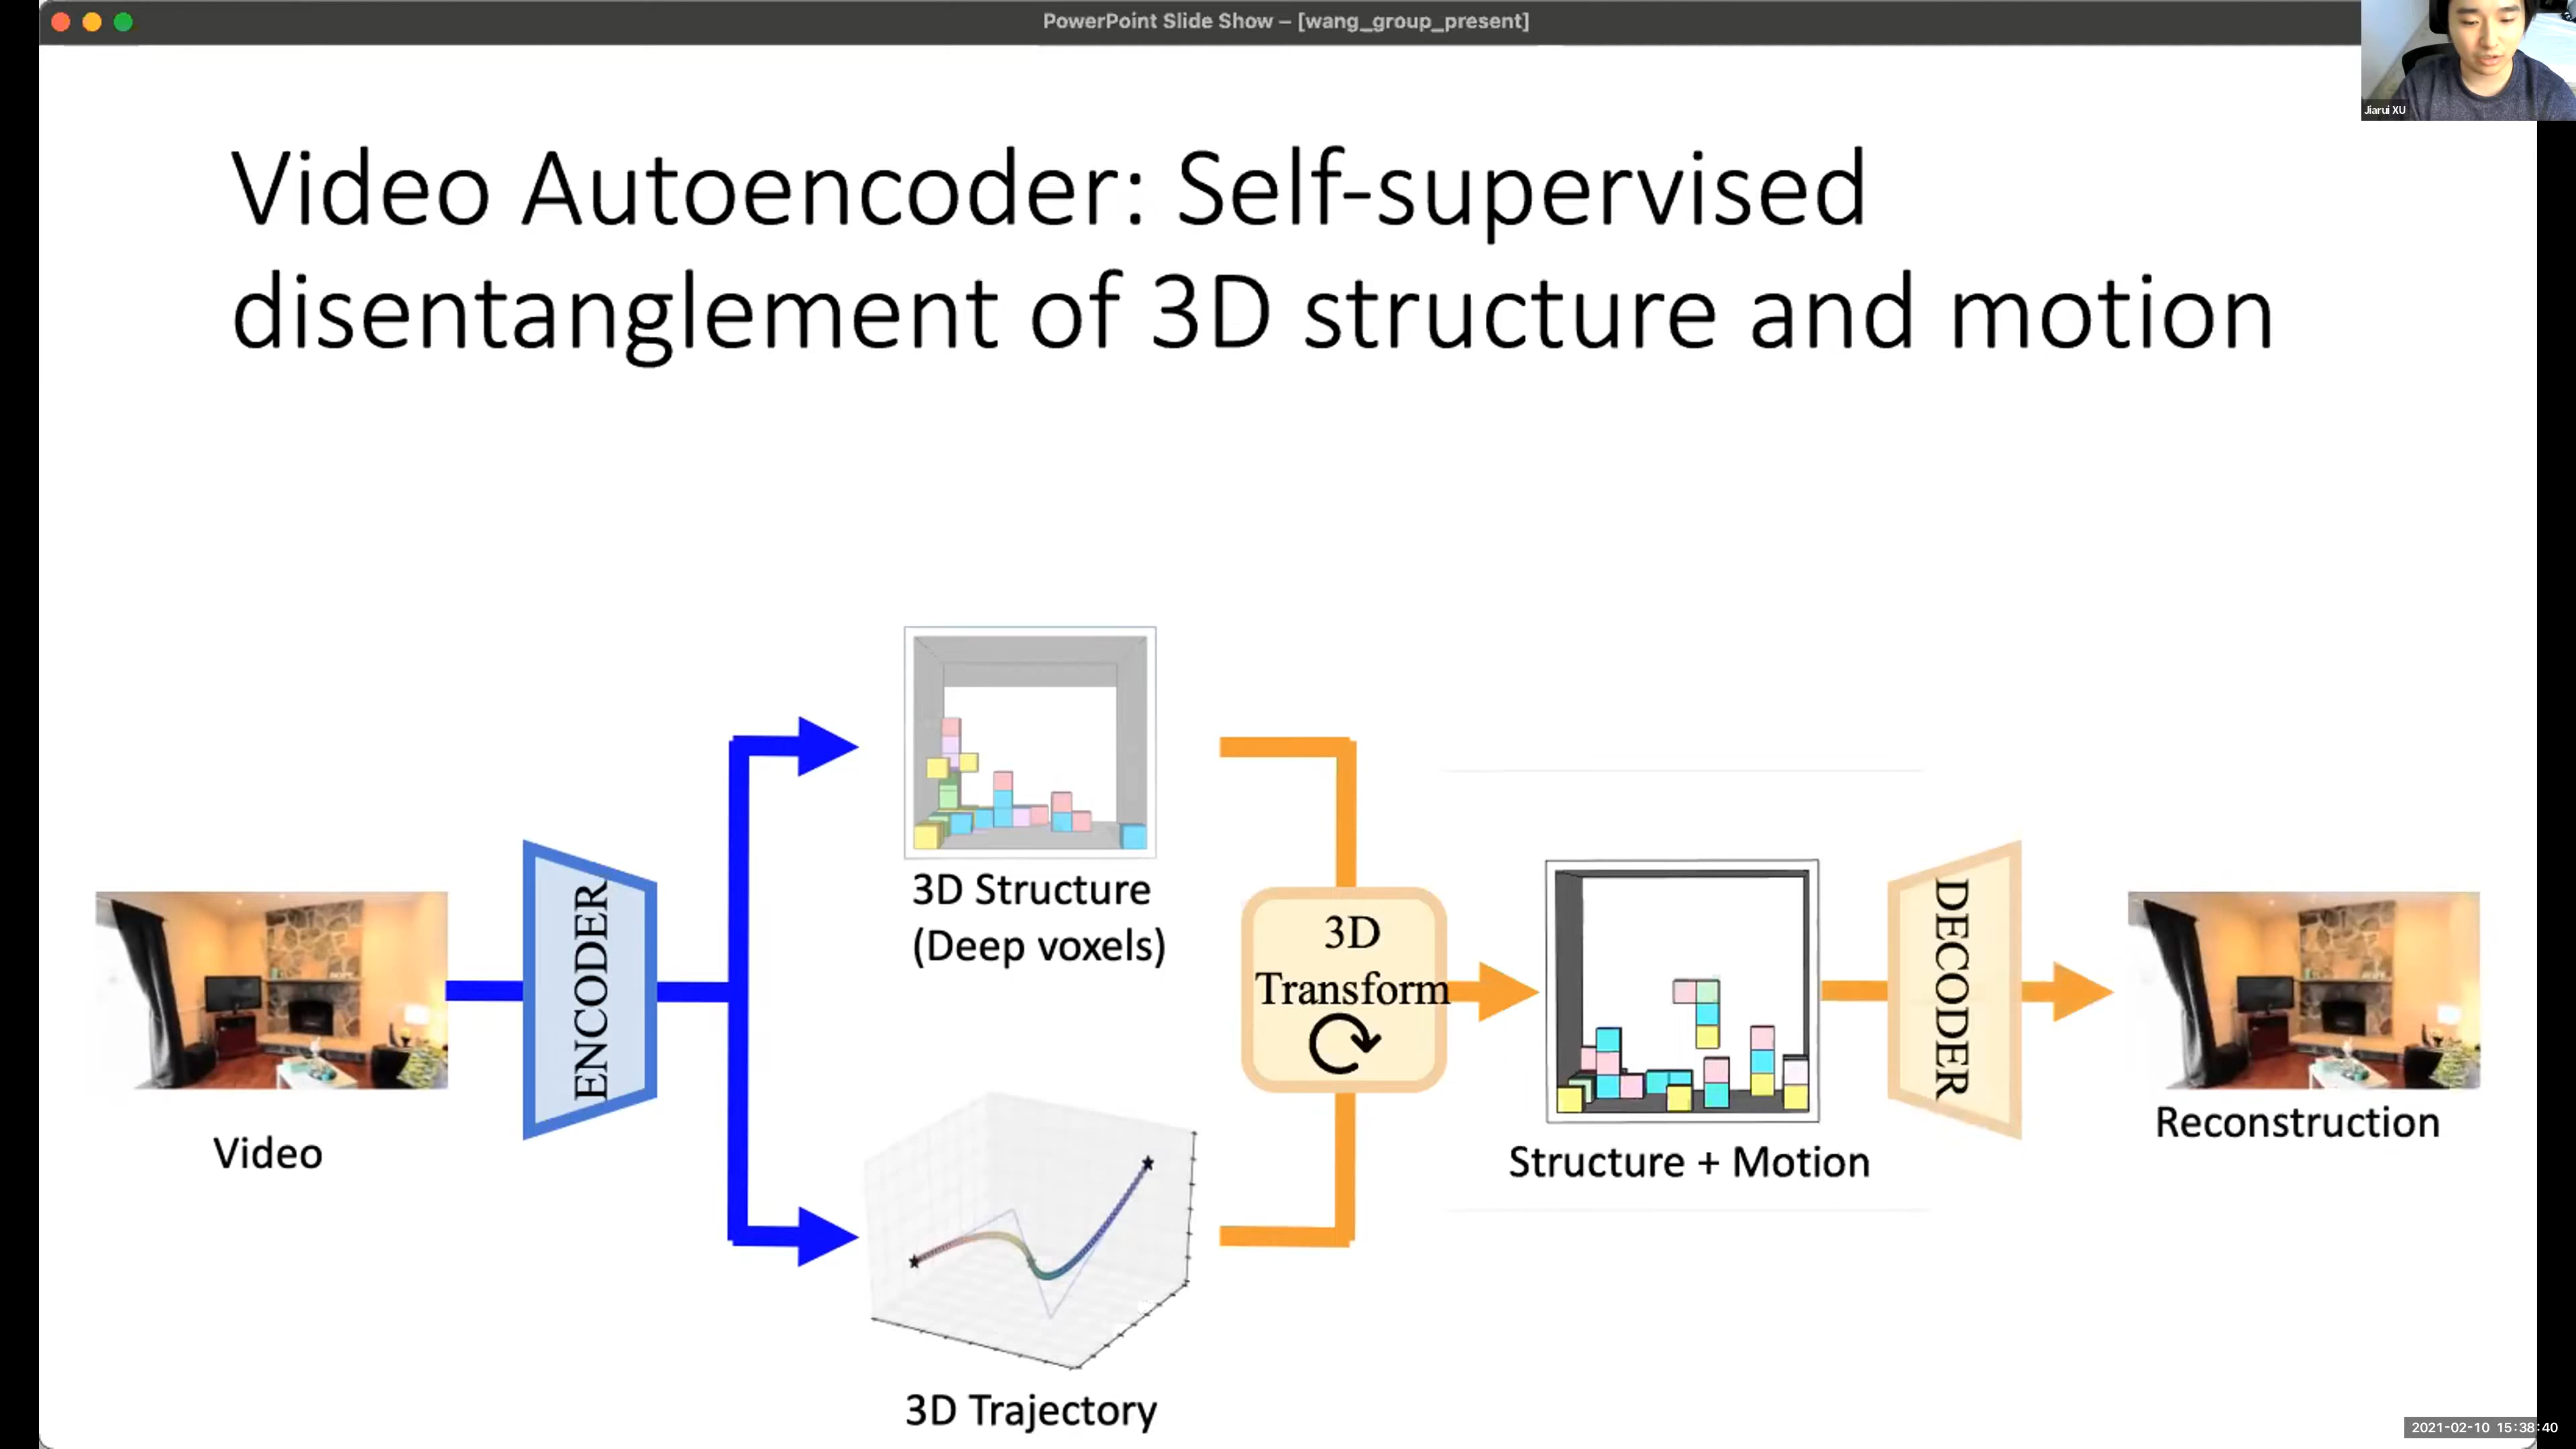 PowerPoint Slide Show – [wang_group_present]
Jiarui XU
Video Autoencoder: Self-supervised
disentanglement of 3D structure and motion
Video
ENCODER
3D Structure
(Deep voxels)
3D Trajectory
3D
Transform
Structure + Motion
DECODER
Reconstruction
2021-02-10 15:38:40